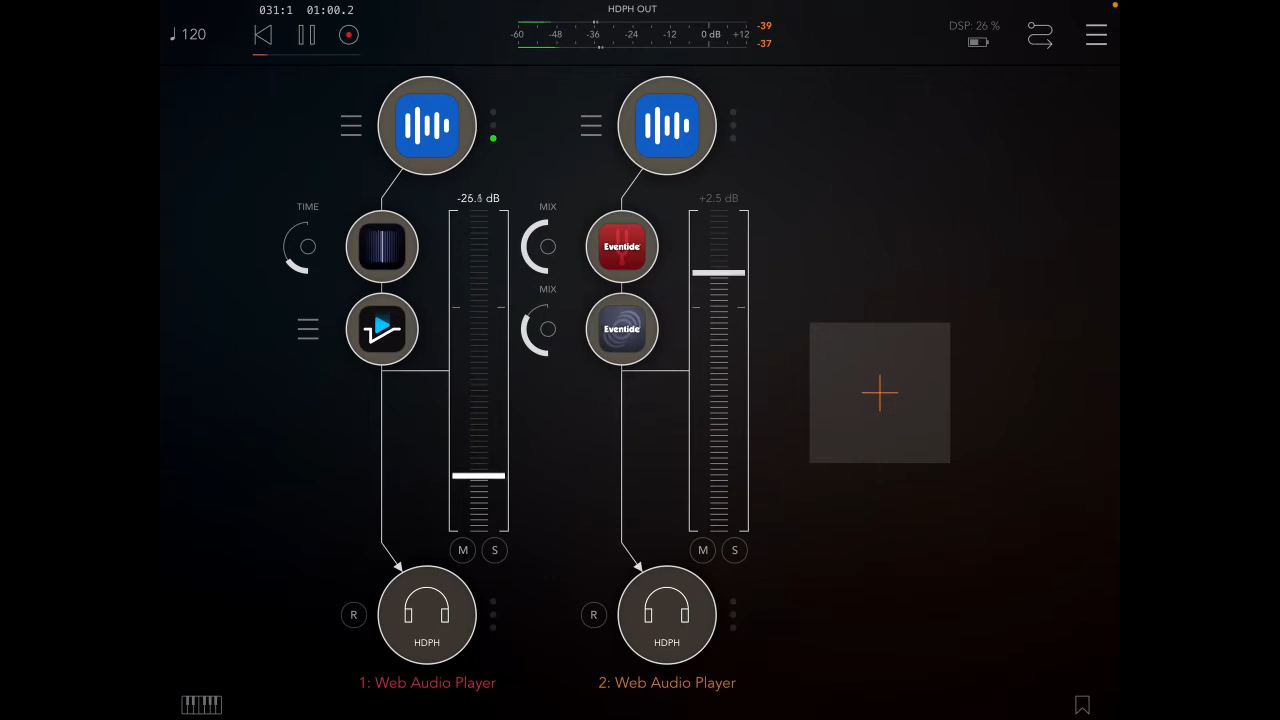 031:1 01:00.2
HDPH OUT
120
-60 -48 -36 -24 -12 0 dB +12
-39
-37
DSP: 26 %
TIME
dB
MIX
+2.5 dB
Eventide
MIX
Eventide
M S
M S
R
HDPH
R
HDPH
1: Web Audio Player
2: Web Audio Player